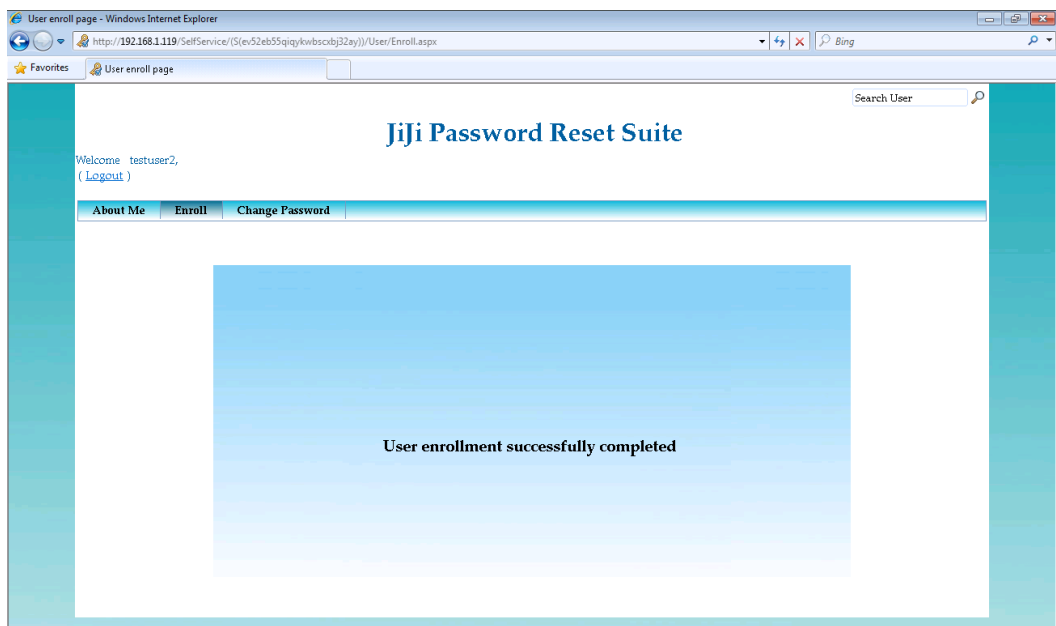 User enroll page - Windows Internet Explorer
http://192.168.1.119/SelfService/(S(ev52eb55qiqykwbscxbj32ay))/User/Enroll.aspx
Bing
Favorites
User enroll page
Search User
JiJi Password Reset Suite
Welcome testuser2,
( Logout )
About Me Enroll Change Password
User enrollment successfully completed